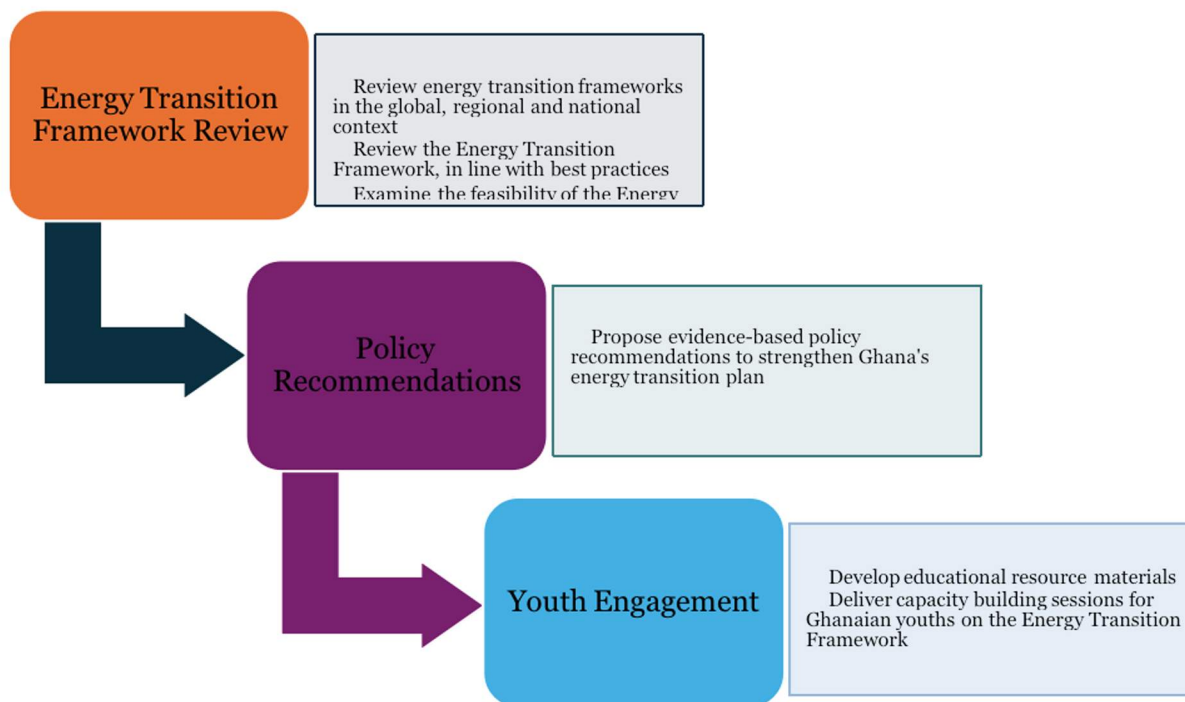 Energy Transition
Framework Review
Review energy transition frameworks
in the global, regional and national
context
Review the Energy Transition
Framework, in line with best practices
Examine the feasibility of the Energy
Policy
Recommendations
Propose evidence-based policy
recommendations to strengthen Ghana's
energy transition plan
Youth Engagement
Develop educational resource materials
Deliver capacity building sessions for
Ghanaian youths on the Energy Transition
Framework